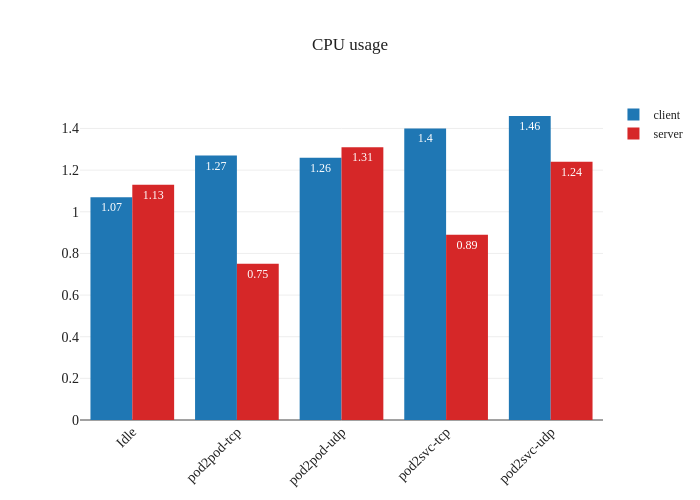 CPU usage
client
server
1.4
1.2
1
0.8
0.6
0.4
0.2
0
1.07
1.13
1.27
0.75
1.26
1.31
1.4
0.89
1.46
1.24
Idle
pod2pod-tcp
pod2pod-udp
pod2svc-tcp
pod2svc-udp